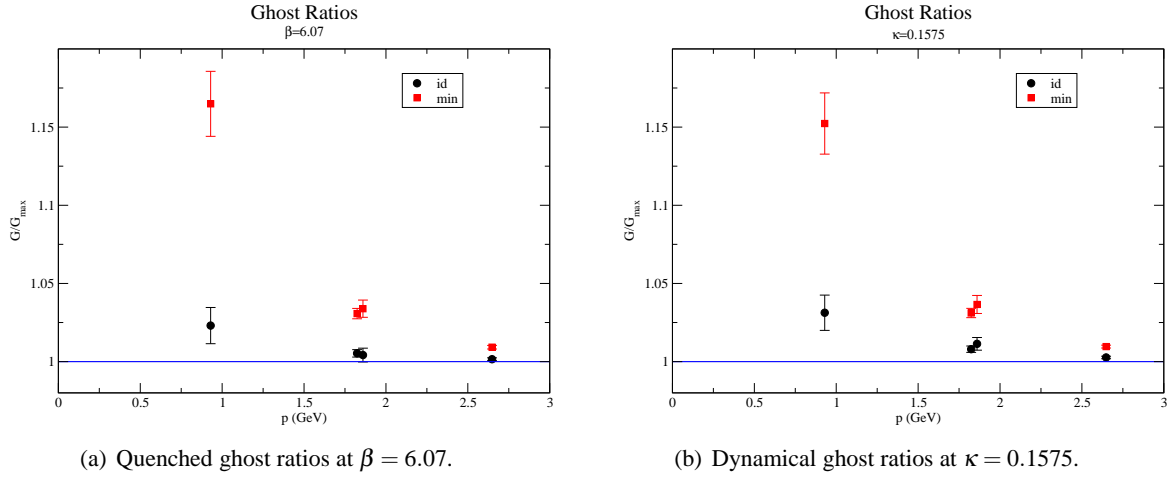 Ghost Ratios
β=6.07
id
min
1.15
1.1
1.05
1
G/Gmax
0 0.5 1 1.5 2 2.5 3
p (GeV)
(a) Quenched ghost ratios at β = 6.07.
Ghost Ratios
κ=0.1575
id
min
1.15
1.1
1.05
1
G/Gmax
0 0.5 1 1.5 2 2.5 3
p (GeV)
(b) Dynamical ghost ratios at κ = 0.1575.